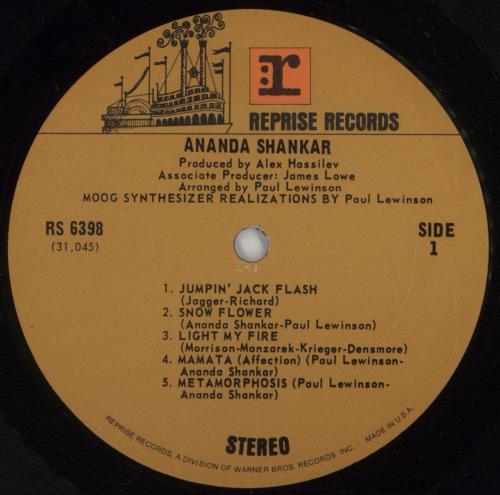 r
REPRISE RECORDS
ANANDA SHANKAR
Produced by Alex Hassilev
Associate Producer: James Lowe
Arranged by Paul Lewinson
MOOG SYNTHESIZER REALIZATIONS BY Paul Lewinson
RS 6398
(31,045)
SIDE
1
1. JUMPIN' JACK FLASH
(Jagger-Richard)
2. SNOW FLOWER
(Ananda Shankar-Paul Lewinson)
3. LIGHT MY FIRE
(Morrison-Manzarek-Krieger-Densmore)
4. MAMATA (Affection) (Paul Lewinson-
Ananda Shankar)
5. METAMORPHOSIS (Paul Lewinson-
Ananda Shankar)
STEREO
REPRISE RECORDS, A DIVISION OF WARNER BROS. RECORDS, INC. MADE IN U.S.A.